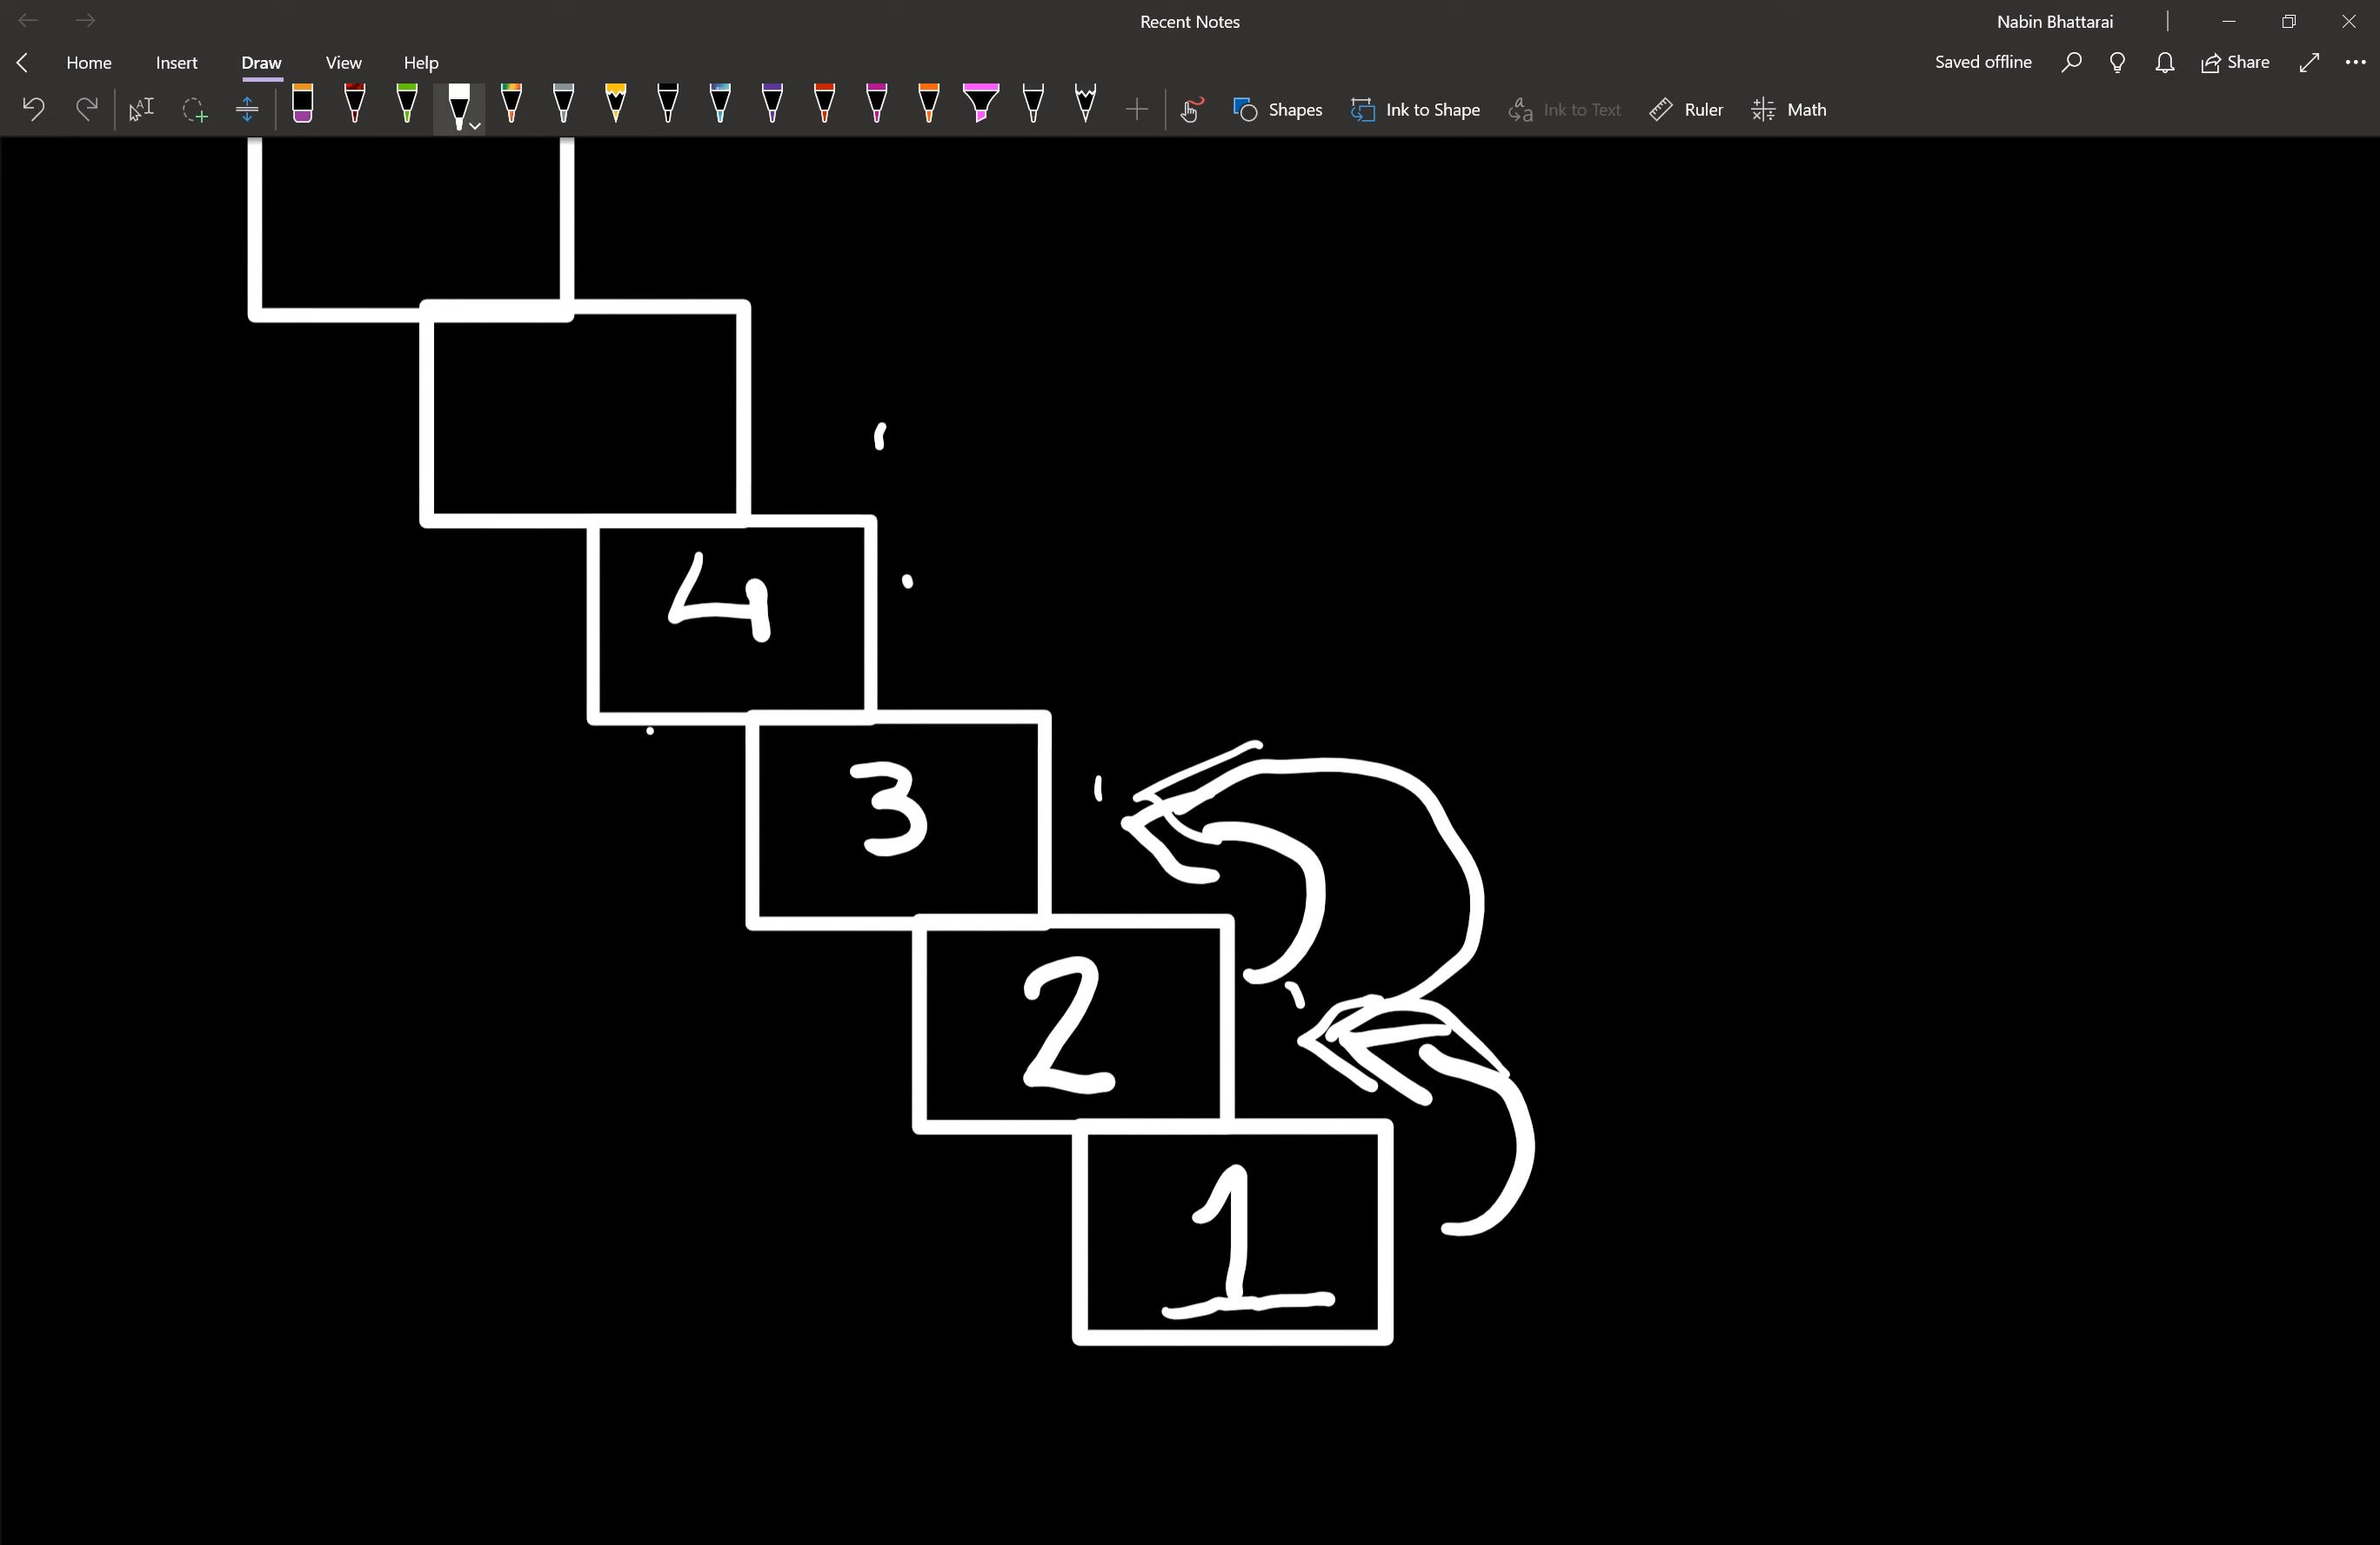 Recent Notes
Nabin Bhattarai
Home Insert Draw View Help
Saved offline
Share
Shapes
Ink to Shape
Ink to Text
Ruler
Math
4
3
2
1